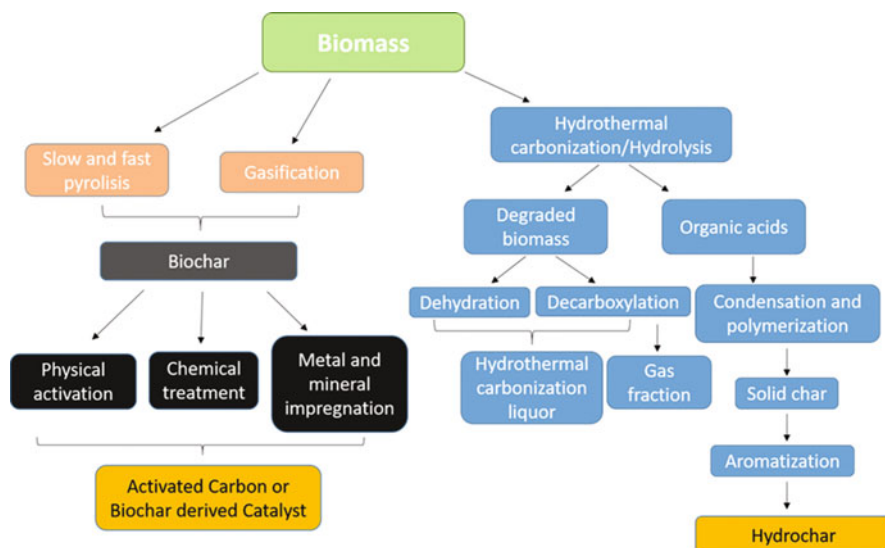 Biomass
Slow and fast
pyrolisis
Gasification
Hydrothermal
carbonization/Hydrolysis
Biochar
Degraded
biomass
Organic acids
Dehydration
Decarboxylation
Condensation and
polymerization
Physical
activation
Chemical
treatment
Metal and
mineral
impregnation
Hydrothermal
carbonization
liquor
Gas
fraction
Solid char
Aromatization
Activated Carbon or
Biochar derived Catalyst
Hydrochar